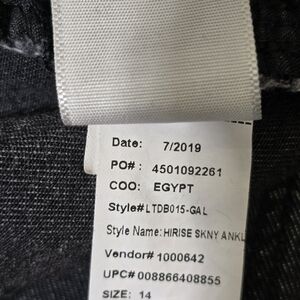 Date: 7/2019
PO# : 4501092261
COO: EGYPT
Style# LTDB015-GAL
Style Name: HIRISE SKNY ANKL
Vendor# 1000642
UPC# 008866408855
SIZE: 14